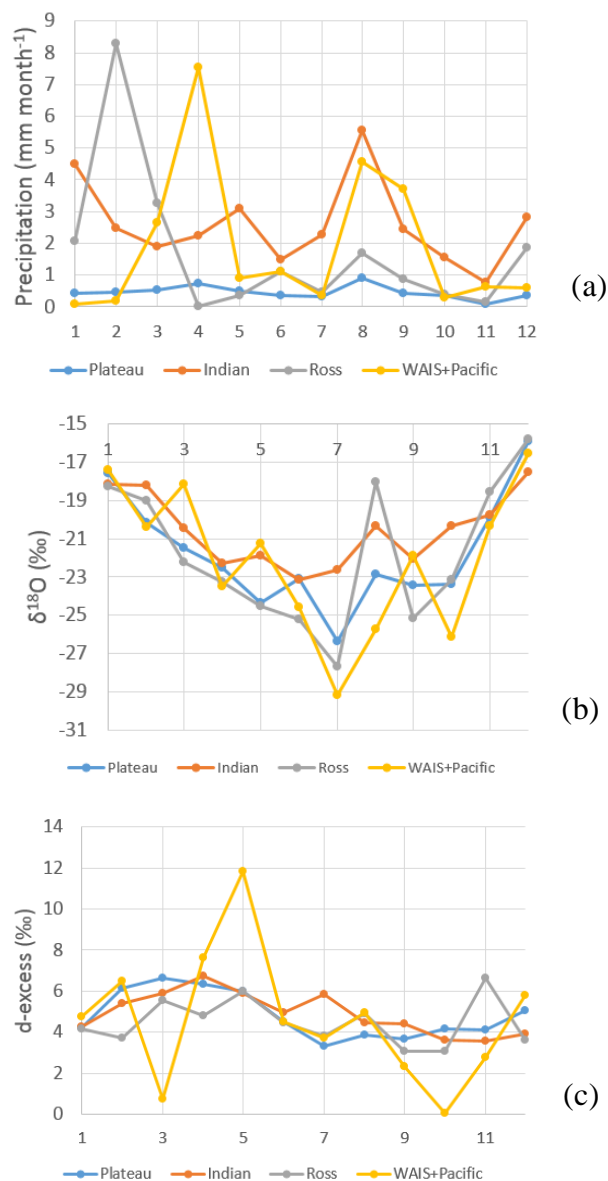 Precipitation (mm month⁻¹)
9
8
7
6
5
4
3
2
1
0
1 2 3 4 5 6 7 8 9 10 11 12
Plateau Indian Ross WAIS+Pacific
(a)
δ¹⁸O (‰)
-15
-17
-19
-21
-23
-25
-27
-29
-31
1 3 5 7 9 11
Plateau Indian Ross WAIS+Pacific
(b)
d-excess (‰)
14
12
10
8
6
4
2
0
1 3 5 7 9 11
Plateau Indian Ross WAIS+Pacific
(c)